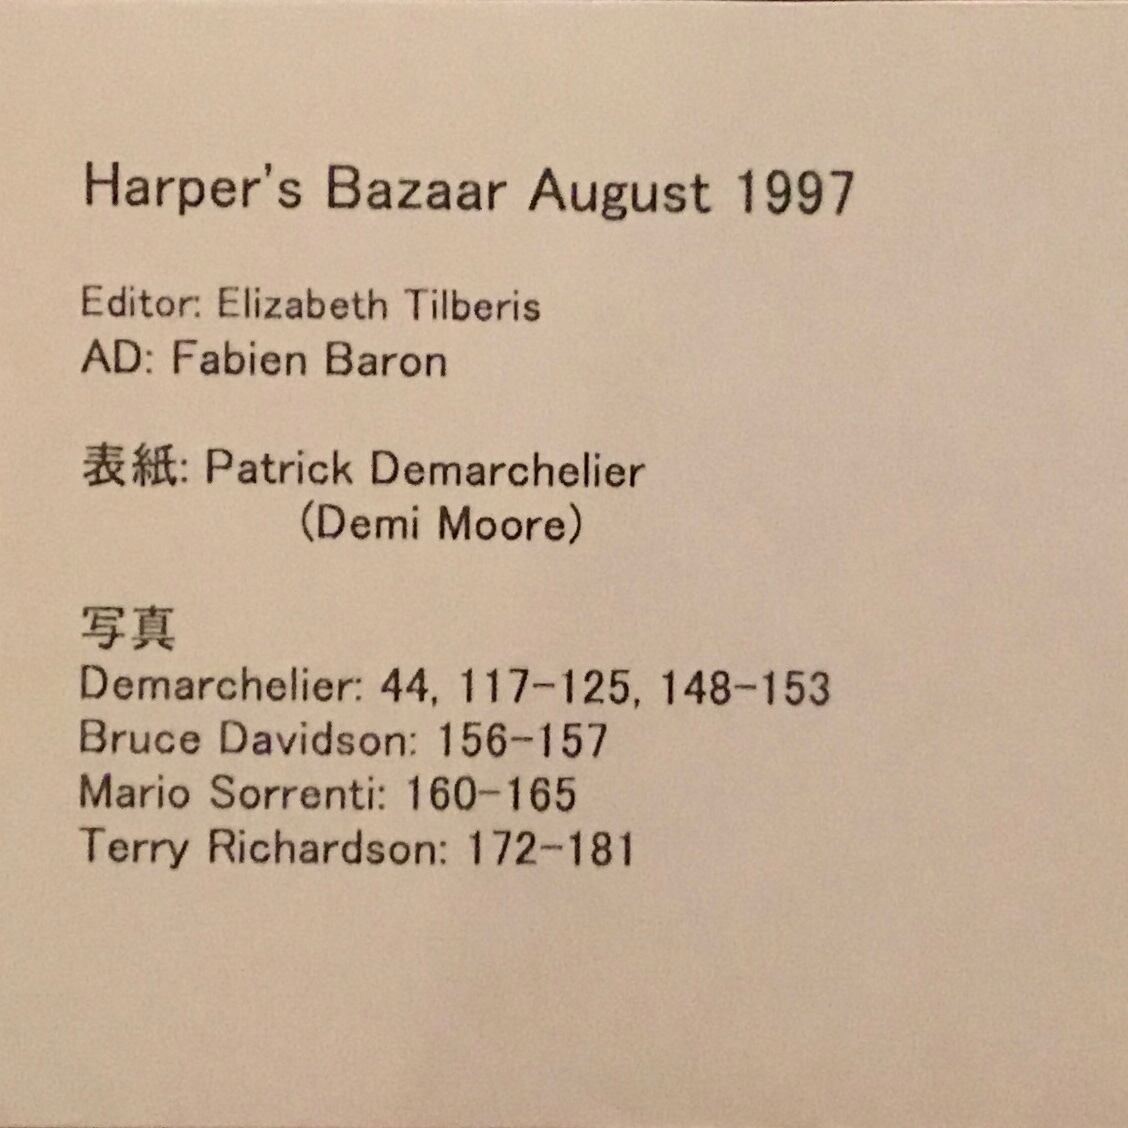 Harper's Bazaar August 1997
Editor: Elizabeth Tilberis
AD: Fabien Baron
表紙: Patrick Demarchelier
(Demi Moore)
写真
Demarchelier: 44, 117-125, 148-153
Bruce Davidson: 156-157
Mario Sorrenti: 160-165
Terry Richardson: 172-181